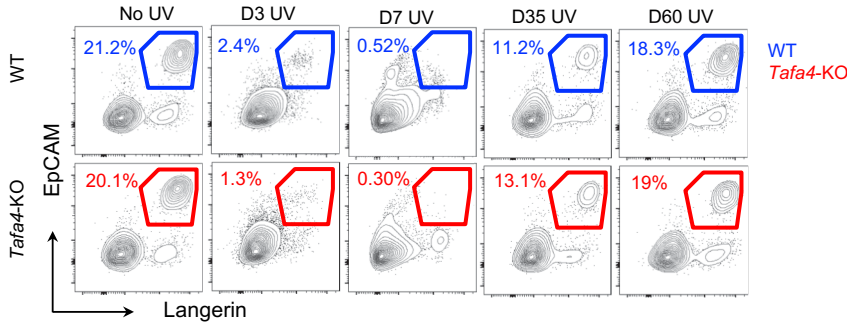 No UV D3 UV D7 UV D35 UV D60 UV
WT
21.2%
2.4%
0.52%
11.2%
18.3%
WT
Tafa4-KO
Tafa4-KO
20.1%
1.3%
0.30%
13.1%
19%
EpCAM
Langerin